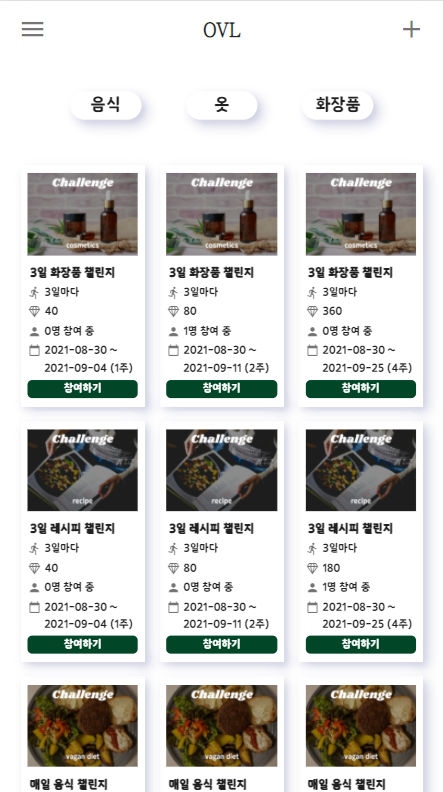 OVL
음식 옷 화장품
Challenge Challenge Challenge
cosmetics cosmetics cosmetics
3일 화장품 챌린지 3일 화장품 챌린지 3일 화장품 챌린지
3일마다 3일마다 3일마다
40 80 360
0명 참여 중 1명 참여 중 0명 참여 중
2021-08-30 ~ 2021-08-30 ~ 2021-08-30 ~
2021-09-04 (1주) 2021-09-11 (2주) 2021-09-25 (4주)
참여하기 참여하기 참여하기
Challenge Challenge Challenge
recipe recipe recipe
3일 레시피 챌린지 3일 레시피 챌린지 3일 레시피 챌린지
3일마다 3일마다 3일마다
40 80 180
0명 참여 중 0명 참여 중 1명 참여 중
2021-08-30 ~ 2021-08-30 ~ 2021-08-30 ~
2021-09-04 (1주) 2021-09-11 (2주) 2021-09-25 (4주)
참여하기 참여하기 참여하기
Challenge Challenge Challenge
vagan diet vagan diet vagan diet
매일 음식 챌린지 매일 음식 챌린지 매일 음식 챌린지